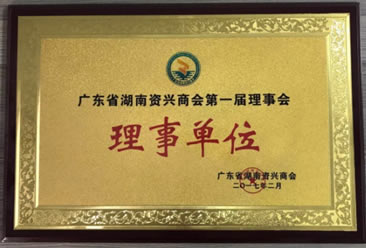 广东省湖南资兴商会第一届理事会
理事单位
广东省湖南资兴商会
二〇一七年二月